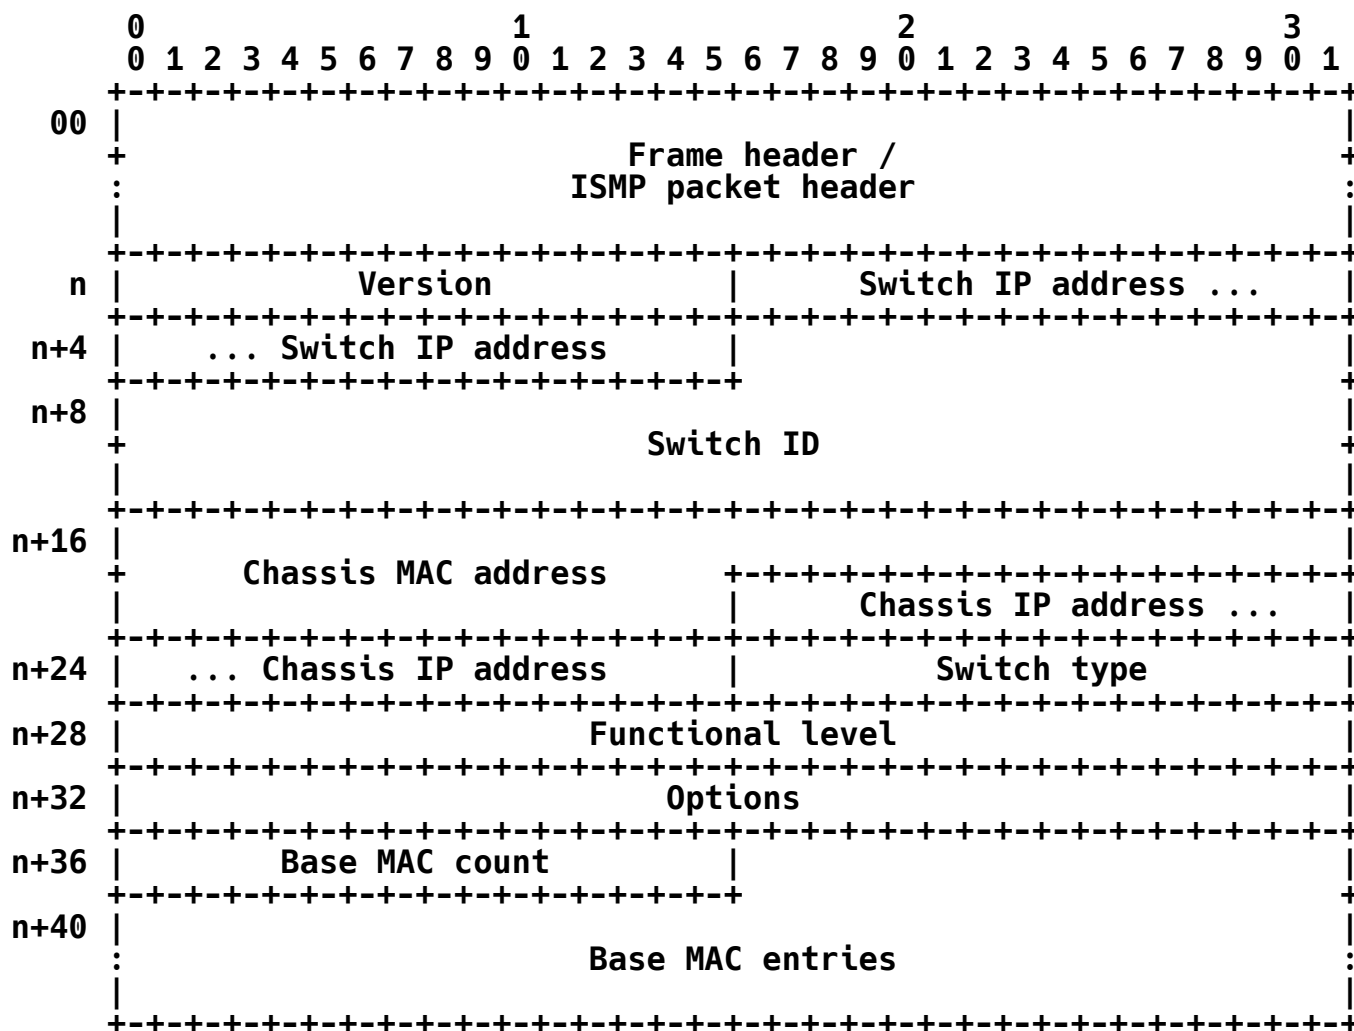 0                   1                   2                   3
0 1 2 3 4 5 6 7 8 9 0 1 2 3 4 5 6 7 8 9 0 1 2 3 4 5 6 7 8 9 0 1
+-+-+-+-+-+-+-+-+-+-+-+-+-+-+-+-+-+-+-+-+-+-+-+-+-+-+-+-+-+-+-+-+
00 |                                                               |
+                          Frame header /                       +
:                       ISMP packet header                      :
|                                                               |
+-+-+-+-+-+-+-+-+-+-+-+-+-+-+-+-+-+-+-+-+-+-+-+-+-+-+-+-+-+-+-+-+
n |            Version            |      Switch IP address ...    |
+-+-+-+-+-+-+-+-+-+-+-+-+-+-+-+-+-+-+-+-+-+-+-+-+-+-+-+-+-+-+-+-+
n+4 |    ... Switch IP address      |                               |
+-+-+-+-+-+-+-+-+-+-+-+-+-+-+-+-+                               +
n+8 |                                                               |
+                           Switch ID                           +
|                                                               |
+-+-+-+-+-+-+-+-+-+-+-+-+-+-+-+-+-+-+-+-+-+-+-+-+-+-+-+-+-+-+-+-+
n+16 |                                                               |
+      Chassis MAC address      +-+-+-+-+-+-+-+-+-+-+-+-+-+-+-+-+
|                               |      Chassis IP address ...   |
+-+-+-+-+-+-+-+-+-+-+-+-+-+-+-+-+-+-+-+-+-+-+-+-+-+-+-+-+-+-+-+-+
n+24 |   ... Chassis IP address      |          Switch type          |
+-+-+-+-+-+-+-+-+-+-+-+-+-+-+-+-+-+-+-+-+-+-+-+-+-+-+-+-+-+-+-+-+
n+28 |                        Functional level                       |
+-+-+-+-+-+-+-+-+-+-+-+-+-+-+-+-+-+-+-+-+-+-+-+-+-+-+-+-+-+-+-+-+
n+32 |                            Options                            |
+-+-+-+-+-+-+-+-+-+-+-+-+-+-+-+-+-+-+-+-+-+-+-+-+-+-+-+-+-+-+-+-+
n+36 |        Base MAC count         |                               |
+-+-+-+-+-+-+-+-+-+-+-+-+-+-+-+-+                               +
n+40 |                                                               |
:                        Base MAC entries                       :
|                                                               |
+-+-+-+-+-+-+-+-+-+-+-+-+-+-+-+-+-+-+-+-+-+-+-+-+-+-+-+-+-+-+-+-+